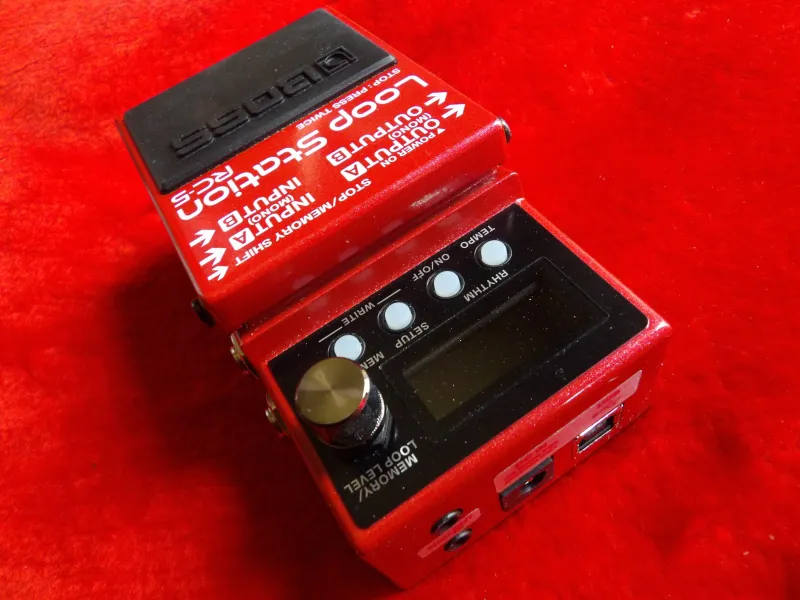 BOSS
STOP: PRESS TWICE
Loop Station
RC-5
▼ POWER ON
OUTPUT A
(MONO)
OUTPUT B
INPUT A
(MONO)
INPUT B
STOP/MEMORY SHIFT
TEMPO
ON/OFF
RHYTHM
WRITE
SETUP
MEMORY/
LOOP LEVEL